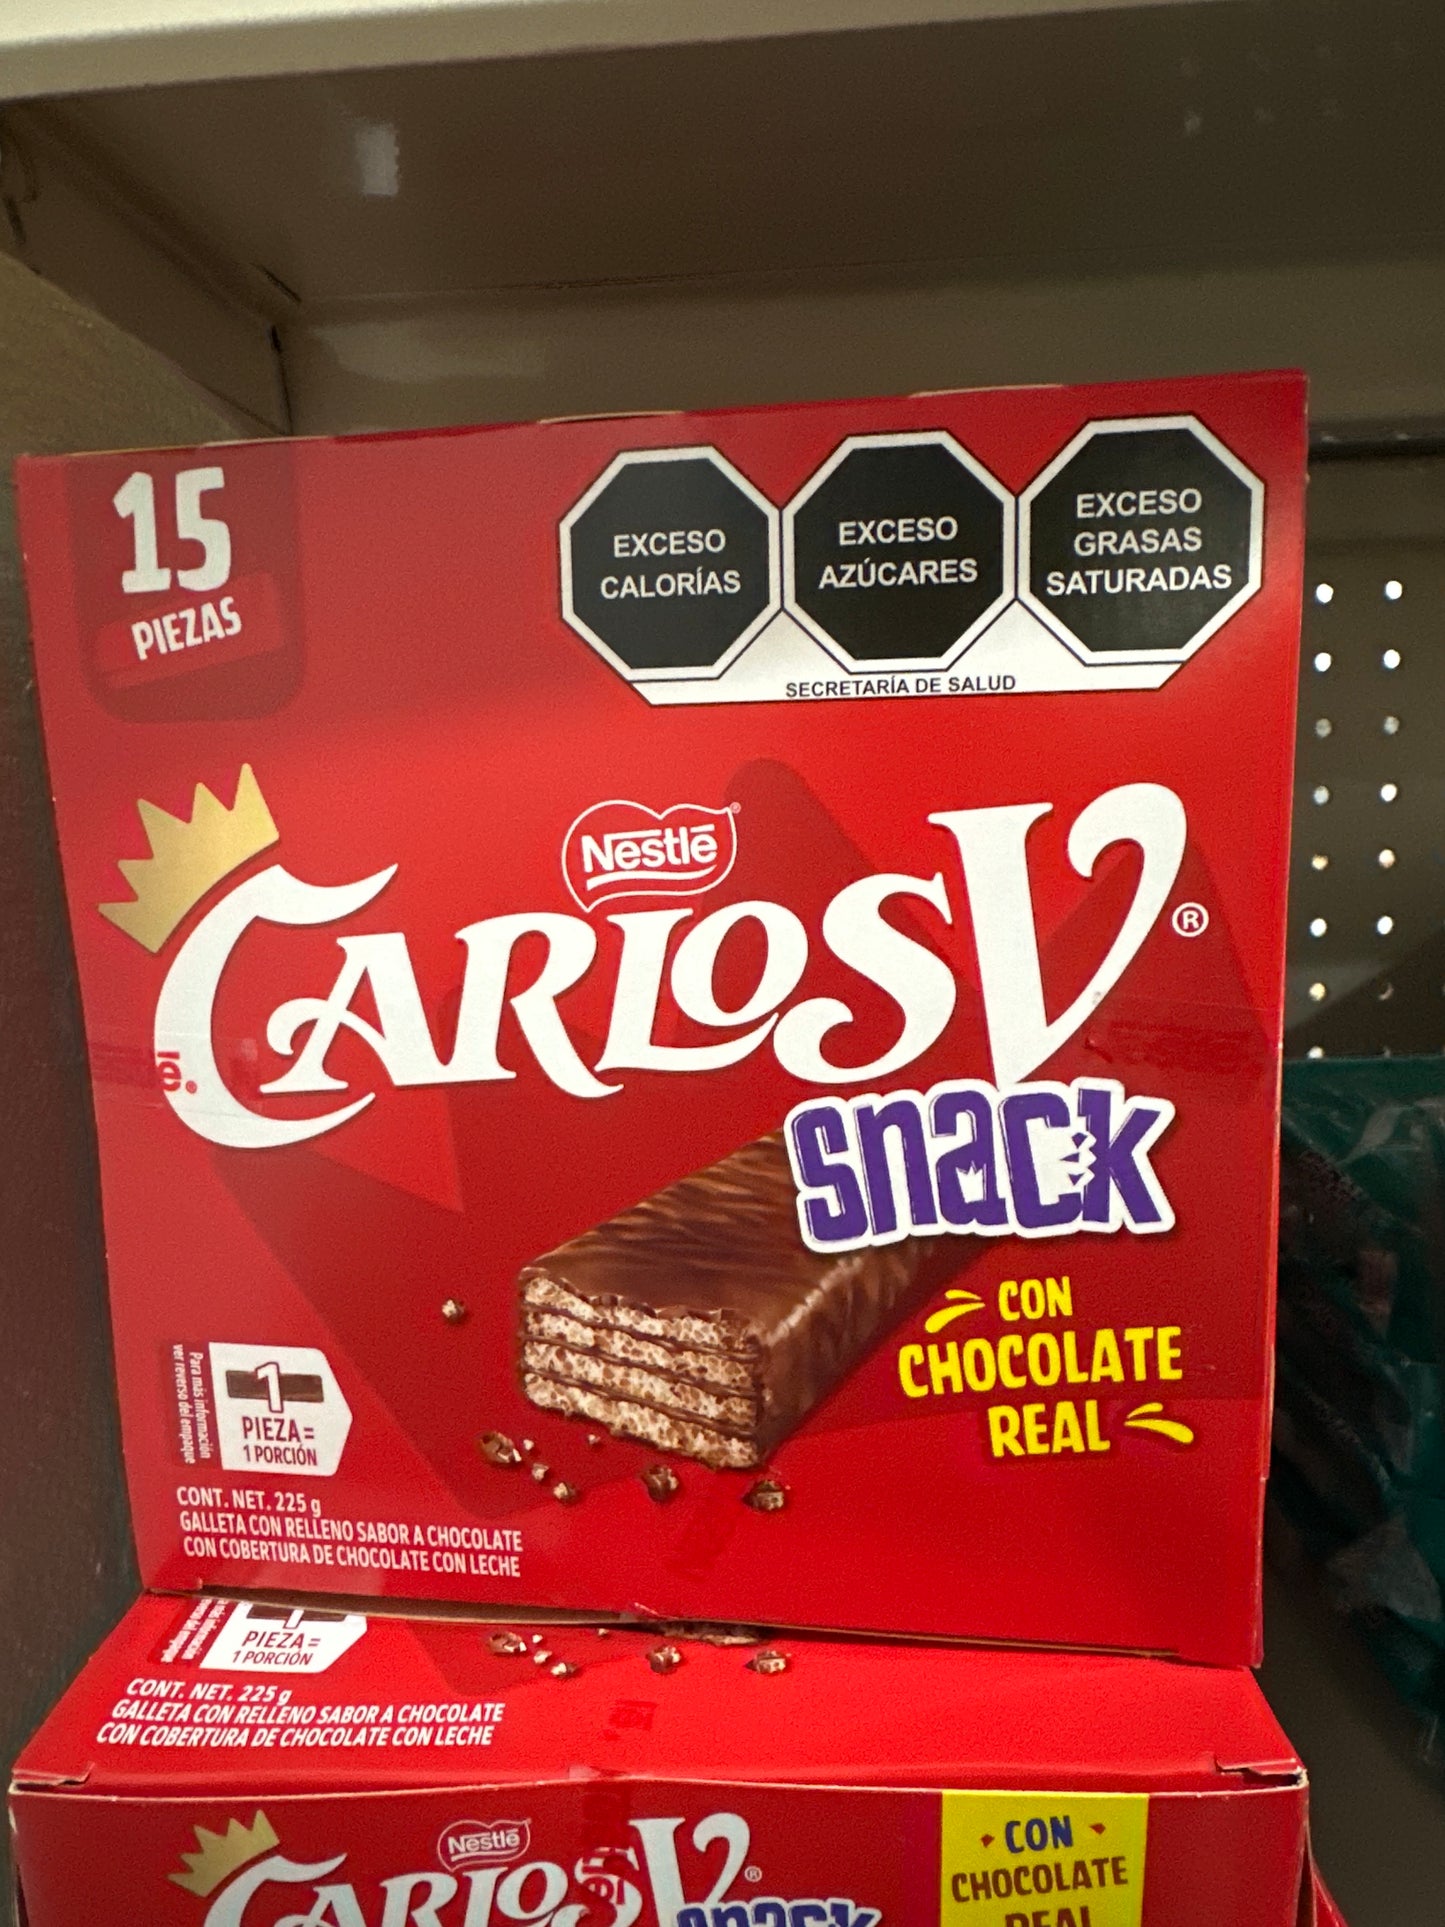 15
PIEZAS
EXCESO
CALORÍAS
EXCESO
AZÚCARES
EXCESO
GRASAS
SATURADAS
SECRETARÍA DE SALUD
Nestlé
CARLOS V®
snack
CON
CHOCOLATE
REAL
Para más información
ver reverso del empaque
1
PIEZA=
1 PORCIÓN
CONT. NET. 225 g
GALLETA CON RELLENO SABOR A CHOCOLATE
CON COBERTURA DE CHOCOLATE CON LECHE
PIEZA=
1 PORCIÓN
CONT. NET. 225 g
GALLETA CON RELLENO SABOR A CHOCOLATE
CON COBERTURA DE CHOCOLATE CON LECHE
Nestlé
CARLOS V®
snack
CON
CHOCOLATE
REAL